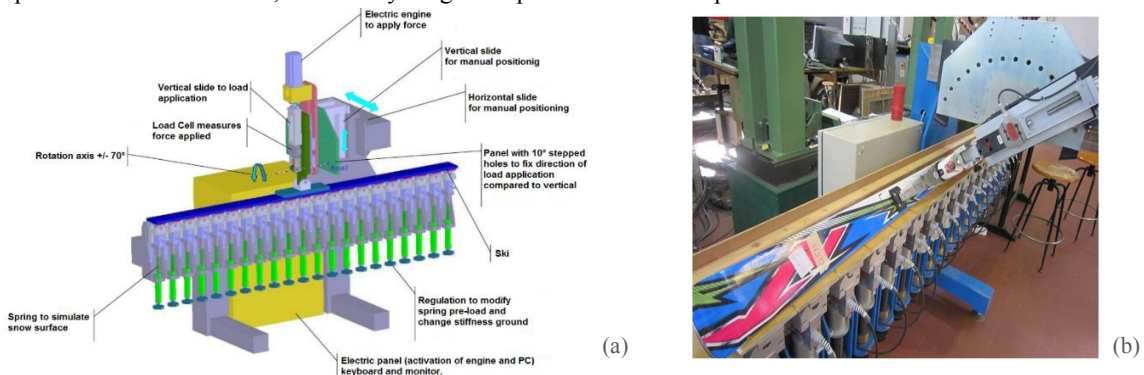 Electric engine
to apply force
Vertical slide
for manual positionig
Vertical slide to load
application
Horizontal slide
for manual positioning
Load Cell measures
force applied
Rotation axis +/- 70°
Panel with 10° stepped
holes to fix direction of
load application
compared to vertical
Ski
Spring to simulate
snow surface
Regulation to modify
spring pre-load and
change stiffness ground
Electric panel (activation of engine and PC)
keyboard and monitor.
(a)
(b)